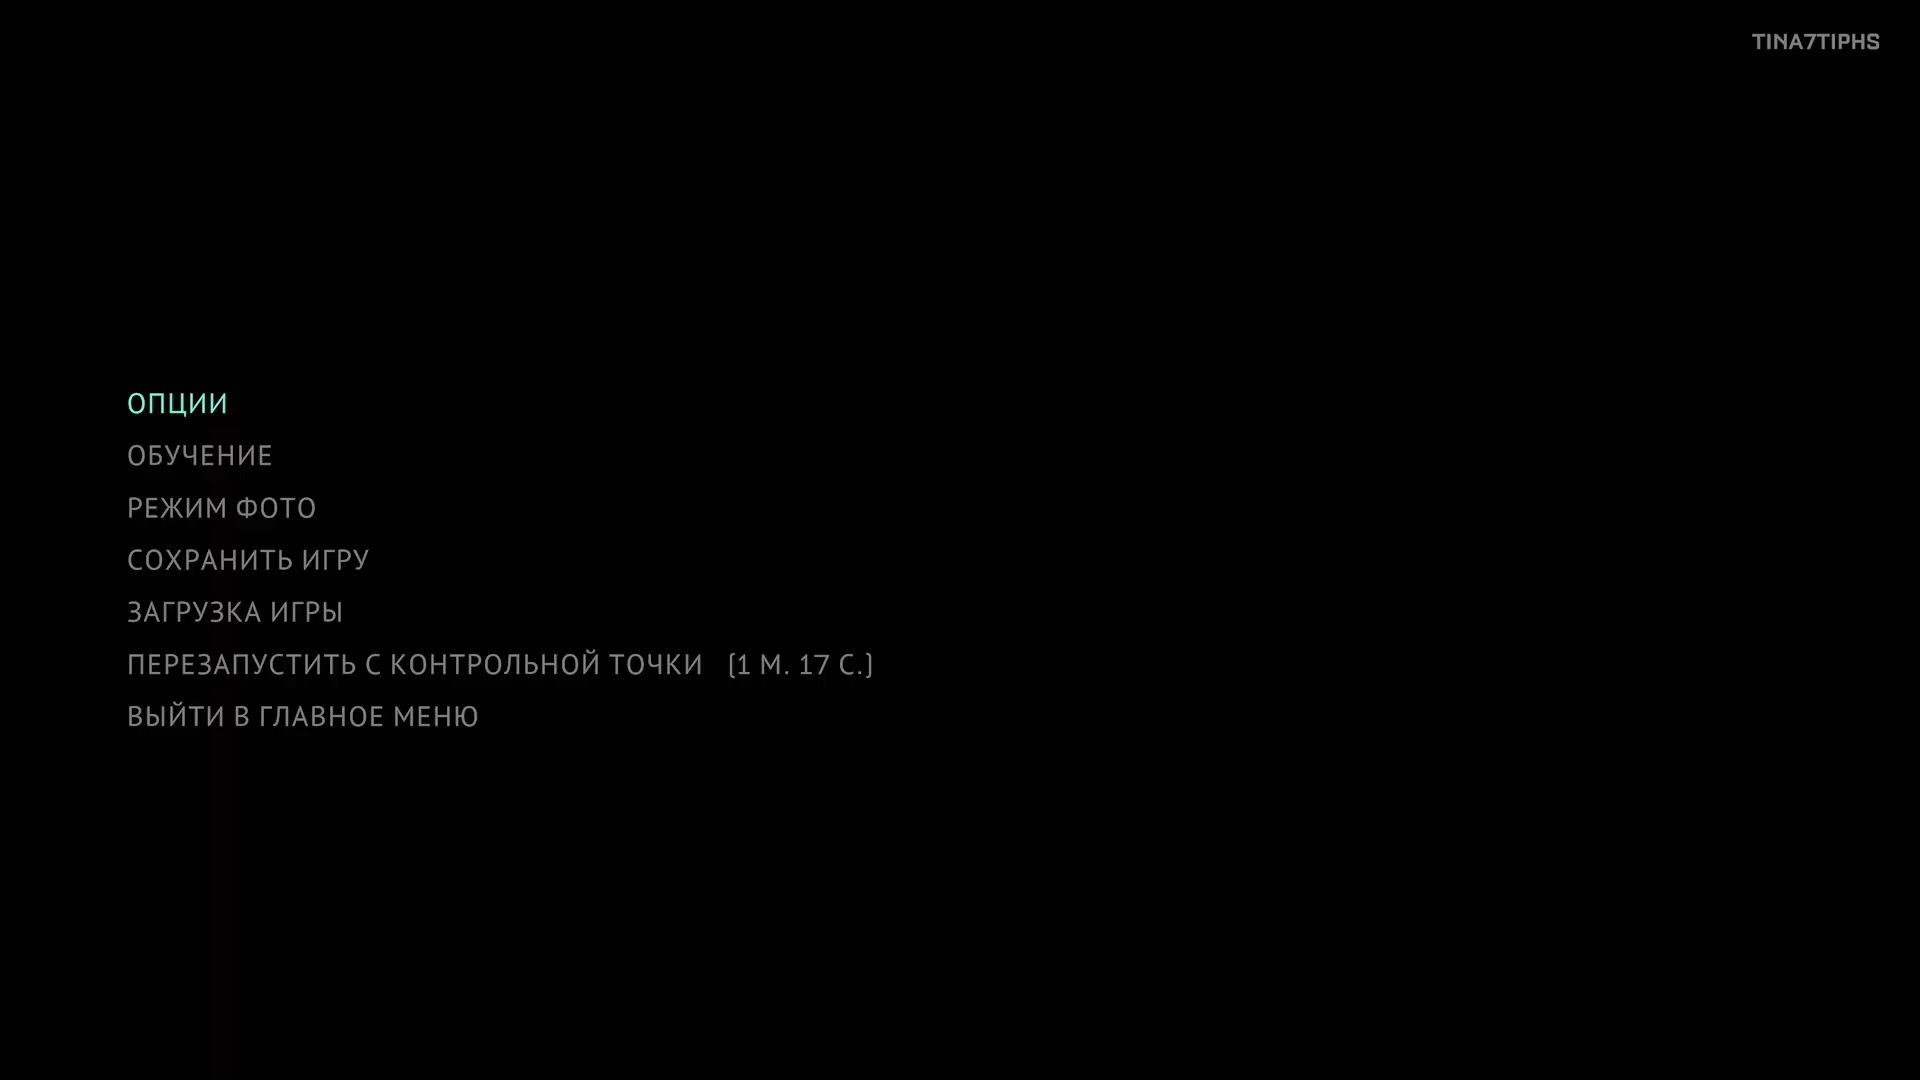 TINA7TIPHS
ОПЦИИ
ОБУЧЕНИЕ
РЕЖИМ ФОТО
СОХРАНИТЬ ИГРУ
ЗАГРУЗКА ИГРЫ
ПЕРЕЗАПУСТИТЬ С КОНТРОЛЬНОЙ ТОЧКИ (1 М. 17 С.)
ВЫЙТИ В ГЛАВНОЕ МЕНЮ